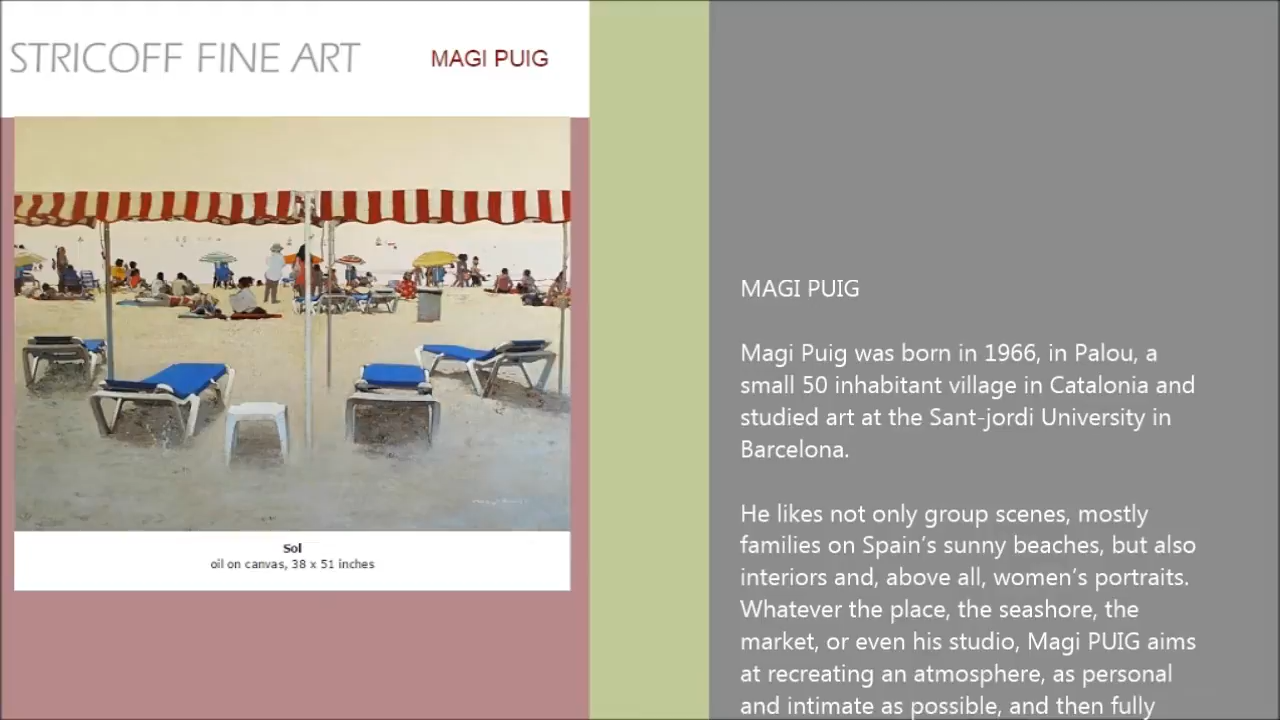 STRICOFF FINE ART
MAGI PUIG
Sol
oil on canvas, 38 x 51 inches
MAGI PUIG
Magi Puig was born in 1966, in Palou, a
small 50 inhabitant village in Catalonia and
studied art at the Sant-jordi University in
Barcelona.
He likes not only group scenes, mostly
families on Spain’s sunny beaches, but also
interiors and, above all, women’s portraits.
Whatever the place, the seashore, the
market, or even his studio, Magi PUIG aims
at recreating an atmosphere, as personal
and intimate as possible, and then fully